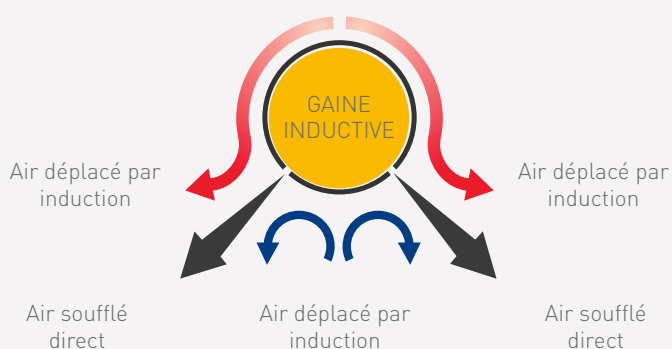 GAINE
INDUCTIVE
Air déplacé par
induction
Air déplacé par
induction
Air soufflé
direct
Air déplacé par
induction
Air soufflé
direct